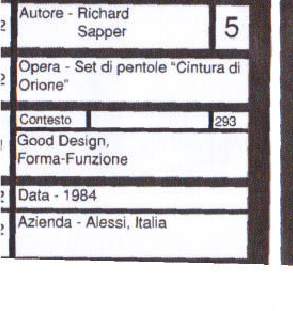 Autore - Richard
Sapper
5
Opera - Set di pentole "Cintura di
Orione"
Contesto
293
Good Design,
Forma-Funzione
Data - 1984
Azienda - Alessi, Italia